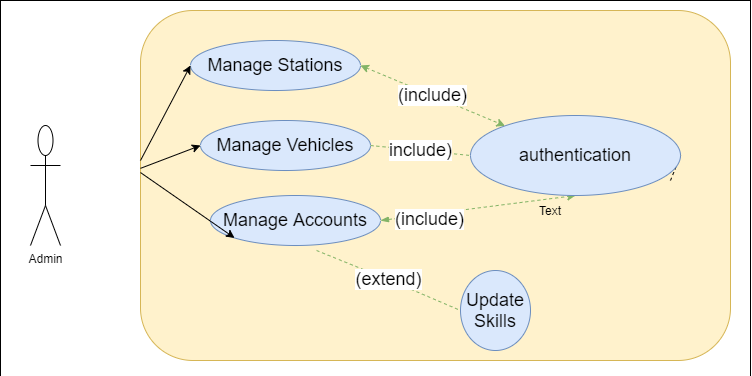 Manage Stations
(include)
Manage Vehicles
include)
authentication
Manage Accounts
(include)
Text
Admin
(extend)
Update
Skills